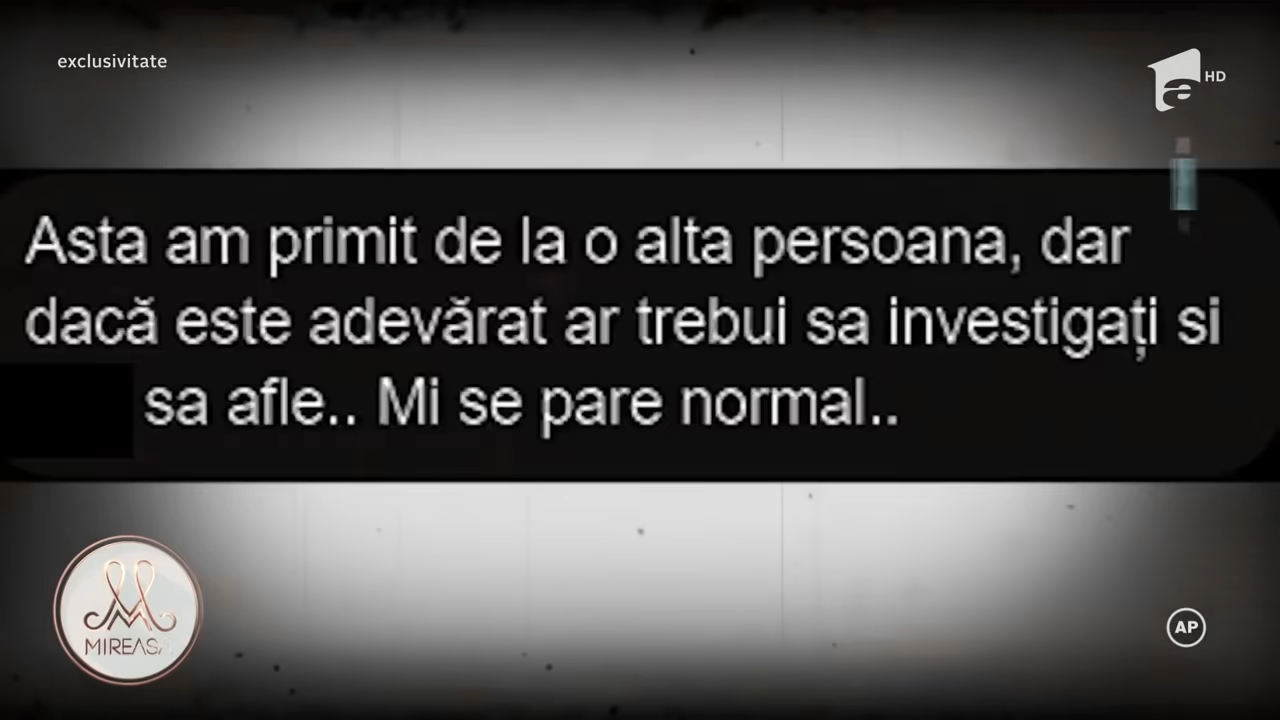 exclusivitate
HD
Asta am primit de la o alta persoana, dar
dacă este adevărat ar trebui sa investigați si
sa afle.. Mi se pare normal..
MIREASA
AP